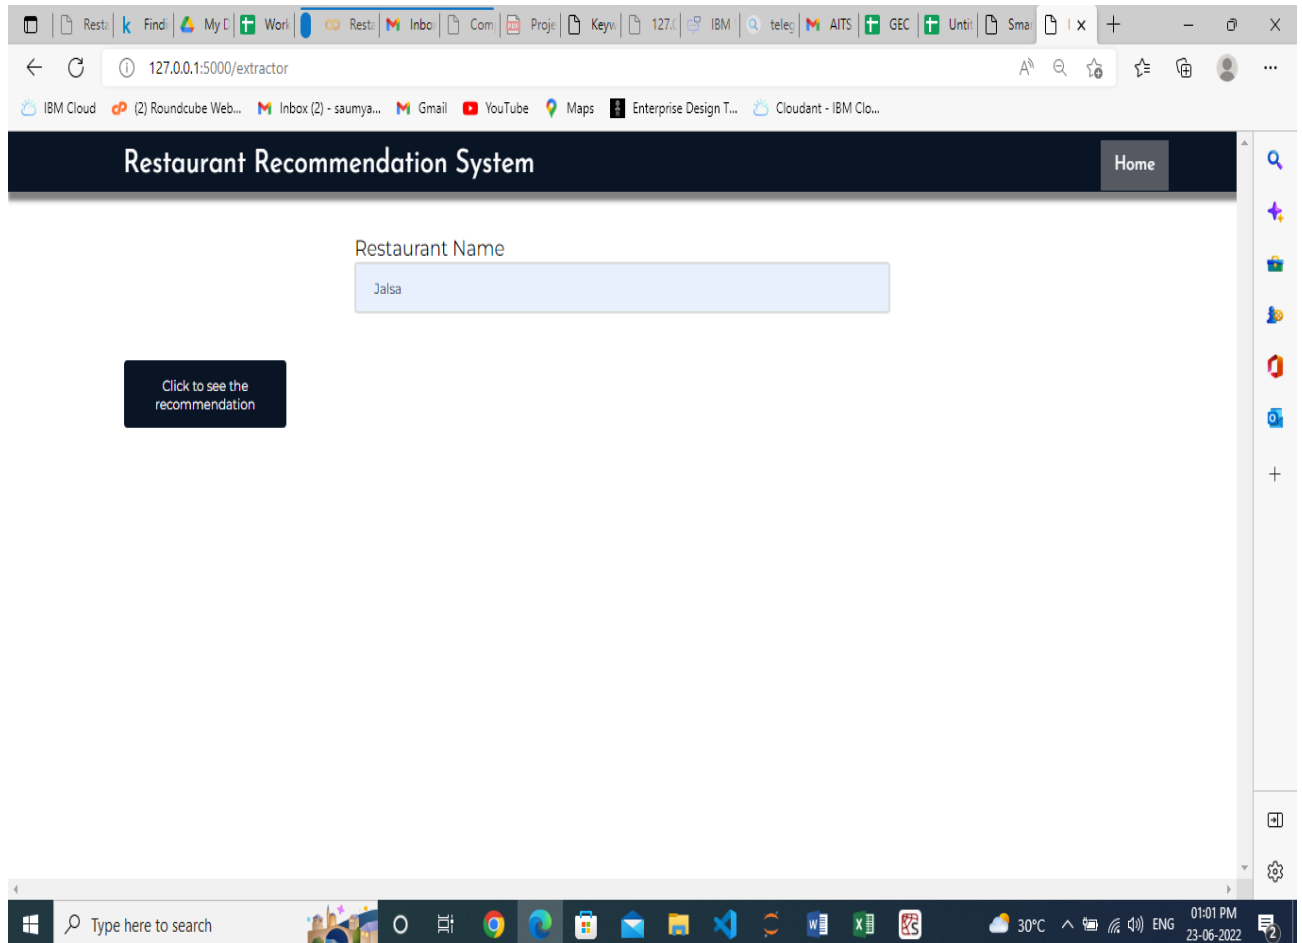 Resta Findi My D Work Resta Inbo Com Proje Keyw 127.0 IBM teleg AITS GEC Untit Smar
127.0.0.1:5000/extractor
IBM Cloud (2) Roundcube Web... Inbox (2) - saumya... Gmail YouTube Maps Enterprise Design T... Cloudant - IBM Clo...
Restaurant Recommendation System Home
Restaurant Name
Jalsa
Click to see the
recommendation
Type here to search 30°C ENG 01:01 PM
23-06-2022
2